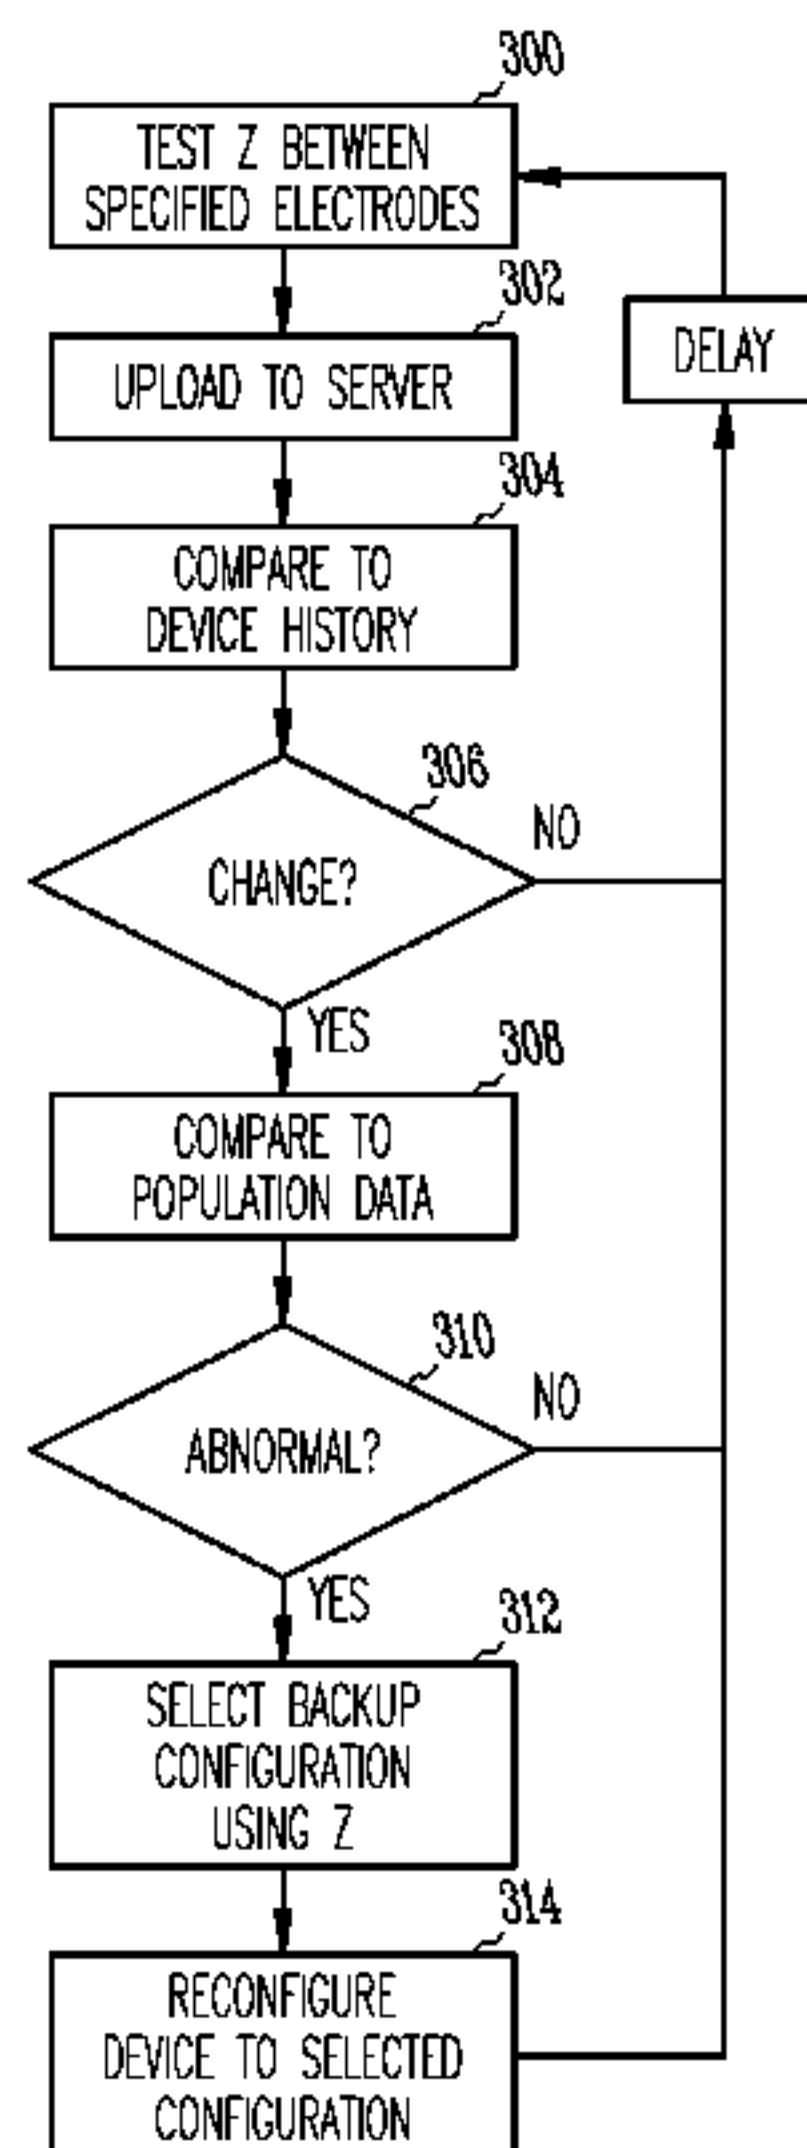 300
TEST Z BETWEEN
SPECIFIED ELECTRODES
302
UPLOAD TO SERVER
DELAY
304
COMPARE TO
DEVICE HISTORY
306
CHANGE?
NO
YES
308
COMPARE TO
POPULATION DATA
310
ABNORMAL?
NO
YES
312
SELECT BACKUP
CONFIGURATION
USING Z
314
RECONFIGURE
DEVICE TO SELECTED
CONFIGURATION